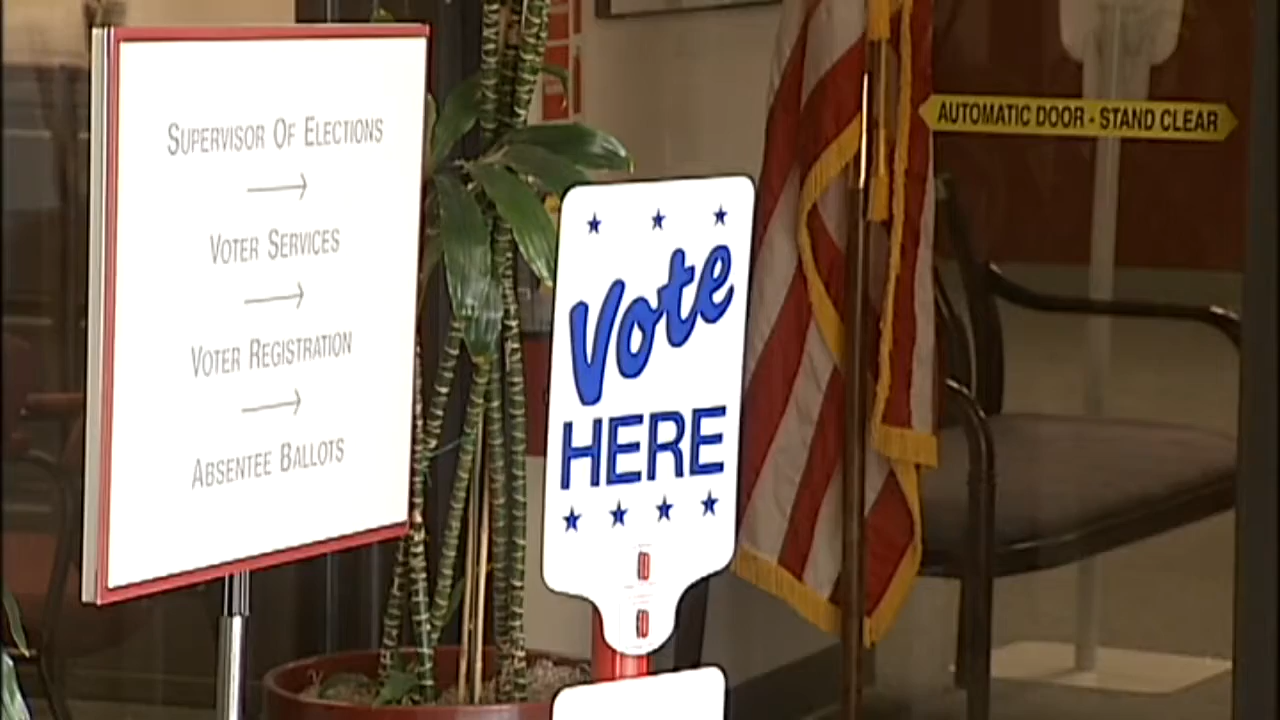 SUPERVISOR OF ELECTIONS
VOTER SERVICES
VOTER REGISTRATION
ABSENTEE BALLOTS
Vote
HERE
AUTOMATIC DOOR - STAND CLEAR